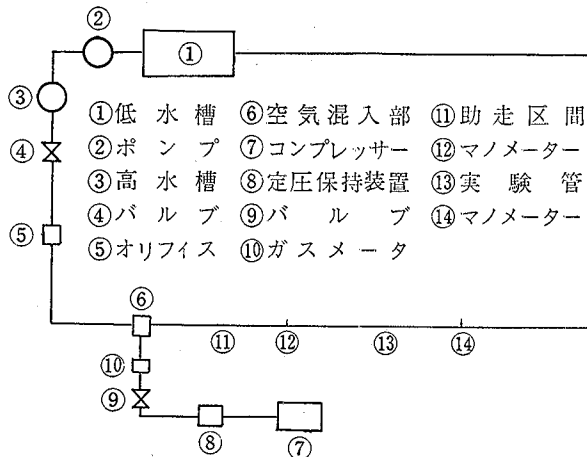 ②
①
③
④
⑤
①低水槽 ⑥空気混入部 ⑪助走区間
②ポンプ ⑦コンプレッサー ⑫マノメーター
③高水槽 ⑧定圧保持装置 ⑬実験管
④バルブ ⑨バルブ ⑭マノメーター
⑤オリフィス ⑩ガスメータ
⑥
⑪ ⑫ ⑬ ⑭
⑩
⑨
⑧ ⑦